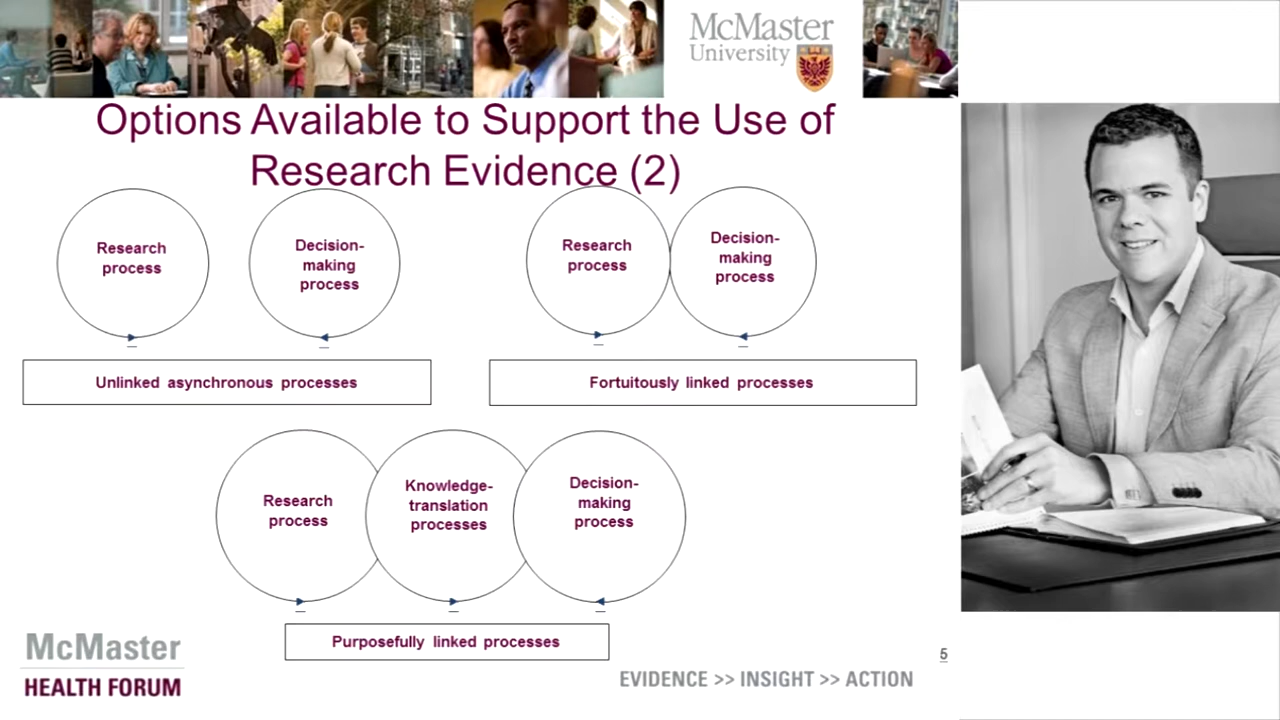 McMaster
University
Options Available to Support the Use of
Research Evidence (2)
Research
process
Decision-
making
process
Research
process
Decision-
making
process
Unlinked asynchronous processes
Fortuitously linked processes
Research
process
Knowledge-
translation
processes
Decision-
making
process
Purposefully linked processes
McMaster
HEALTH FORUM
EVIDENCE >> INSIGHT >> ACTION
5